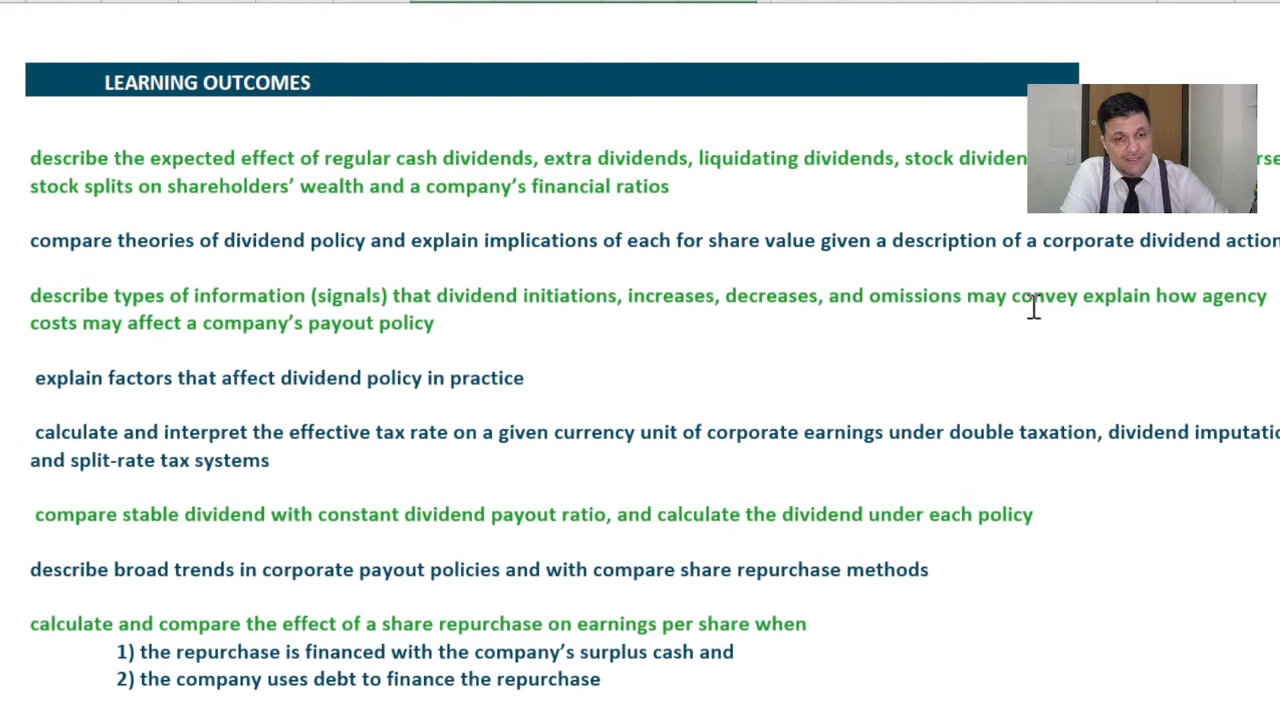 LEARNING OUTCOMES
describe the expected effect of regular cash dividends, extra dividends, liquidating dividends, stock
stock splits on shareholders’ wealth and a company’s financial ratios
compare theories of dividend policy and explain implications of each for share value given a description of a corporate dividend
describe types of information (signals) that dividend initiations, increases, decreases, and omissions may convey explain how agency
costs may affect a company’s payout policy
explain factors that affect dividend policy in practice
calculate and interpret the effective tax rate on a given currency unit of corporate earnings under double taxation, dividend
and split-rate tax systems
compare stable dividend with constant dividend payout ratio, and calculate the dividend under each policy
describe broad trends in corporate payout policies and with compare share repurchase methods
calculate and compare the effect of a share repurchase on earnings per share when
1) the repurchase is financed with the company’s surplus cash and
2) the company uses debt to finance the repurchase